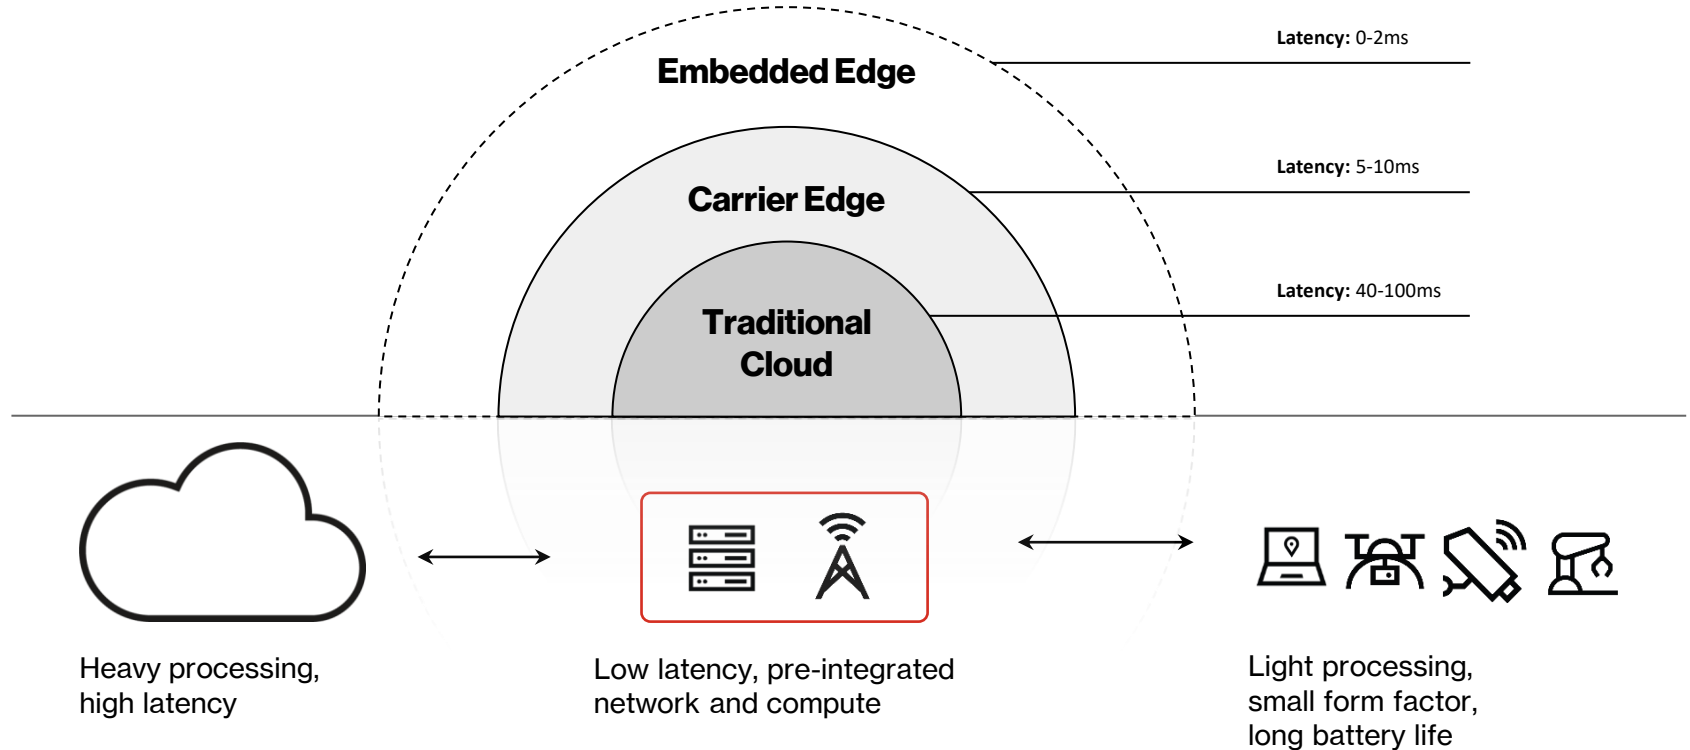 Latency: 0-2ms
Embedded Edge
Latency: 5-10ms
Carrier Edge
Latency: 40-100ms
Traditional
Cloud
Heavy processing,
high latency
Low latency, pre-integrated
network and compute
Light processing,
small form factor,
long battery life